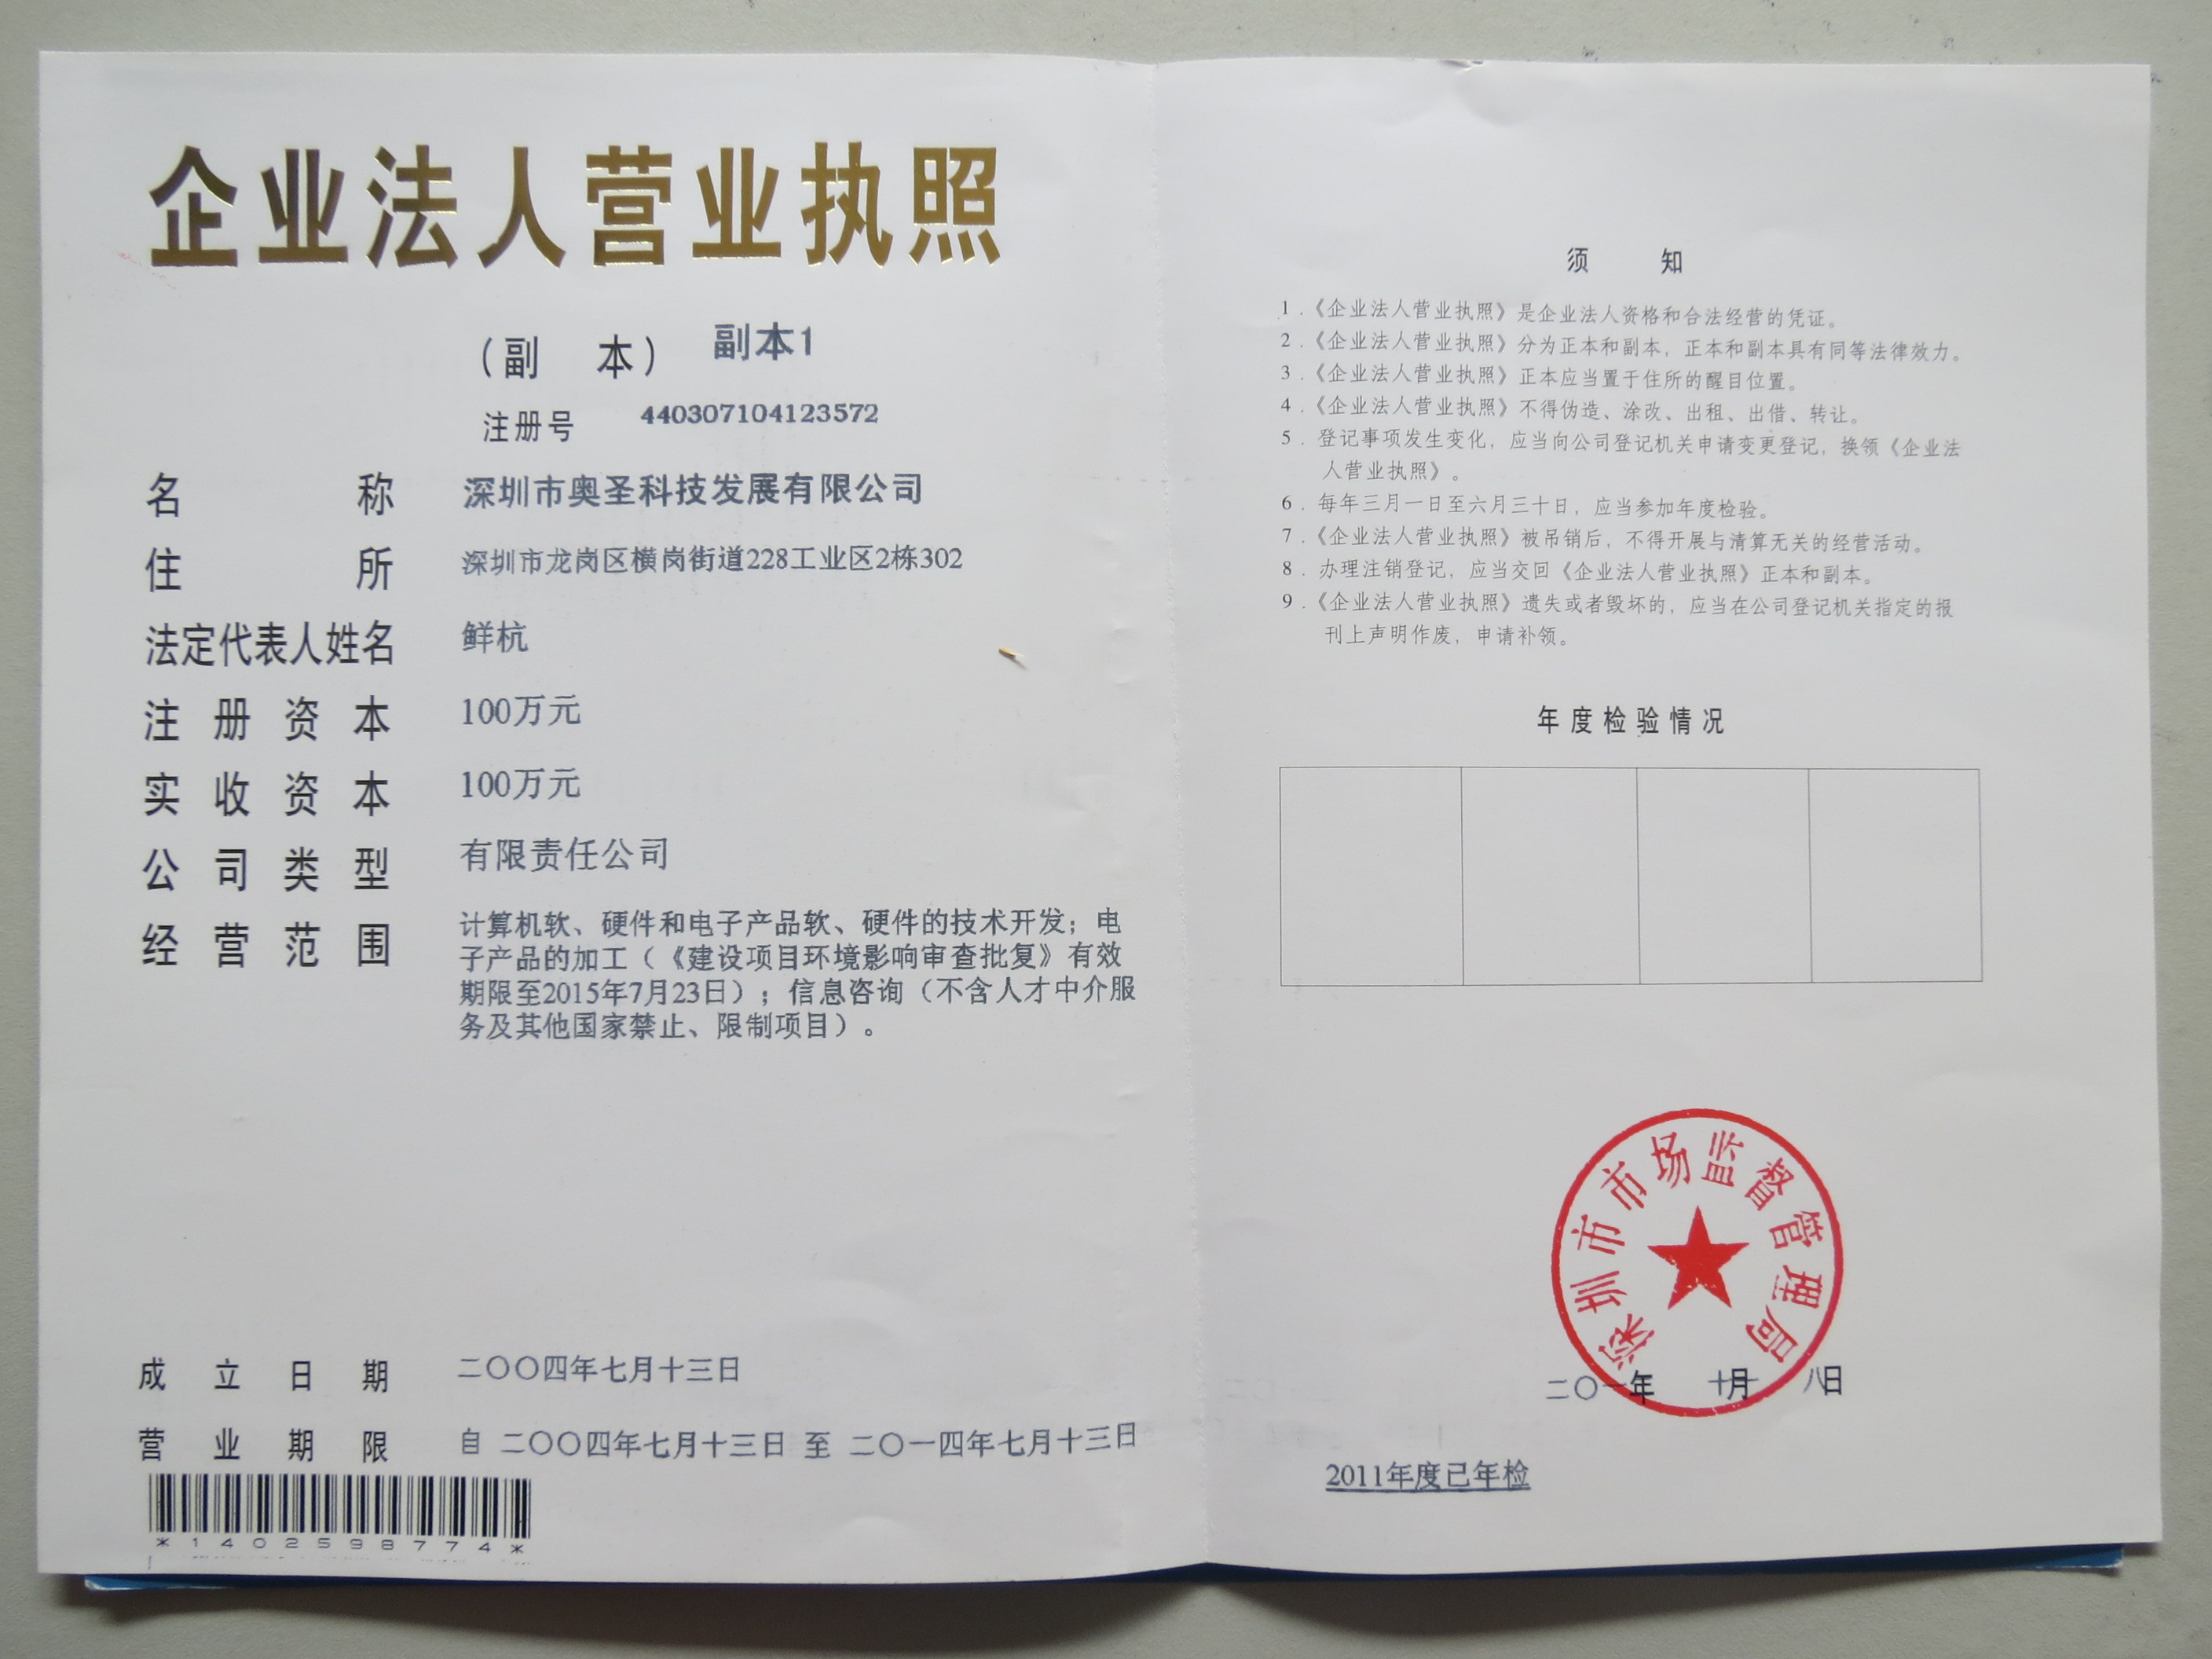 企业法人营业执照
（副 本） 副本1
注册号 440307104123572
名称 深圳市奥圣科技发展有限公司
住所 深圳市龙岗区横岗街道228工业区2栋302
法定代表人姓名 鲜杭
注册资本 100万元
实收资本 100万元
公司类型 有限责任公司
经营范围 计算机软、硬件和电子产品软、硬件的技术开发；电
子产品的加工（《建设项目环境影响审查批复》有效
期限至2015年7月23日）；信息咨询（不含人才中介服
务及其他国家禁止、限制项目）。
成立日期 二〇〇四年七月十三日
营业期限 自 二〇〇四年七月十三日 至 二〇一四年七月十三日
*1402598774*
须 知
1．《企业法人营业执照》是企业法人资格和合法经营的凭证。
2．《企业法人营业执照》分为正本和副本，正本和副本具有同等法律效力。
3．《企业法人营业执照》正本应当置于住所的醒目位置。
4．《企业法人营业执照》不得伪造、涂改、出租、出借、转让。
5．登记事项发生变化，应当向公司登记机关申请变更登记，换领《企业法
人营业执照》。
6．每年三月一日至六月三十日，应当参加年度检验。
7．《企业法人营业执照》被吊销后，不得开展与清算无关的经营活动。
8．办理注销登记，应当交回《企业法人营业执照》正本和副本。
9．《企业法人营业执照》遗失或者毁坏的，应当在公司登记机关指定的报
刊上声明作废，申请补领。
年度检验情况
深圳市市场监督管理局
二〇一 年 月 八日
2011年度已年检